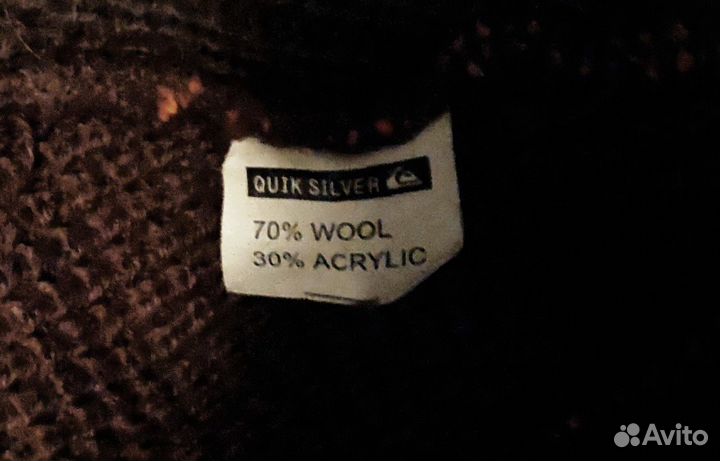 QUIK SILVER
70% WOOL
30% ACRYLIC
Avito